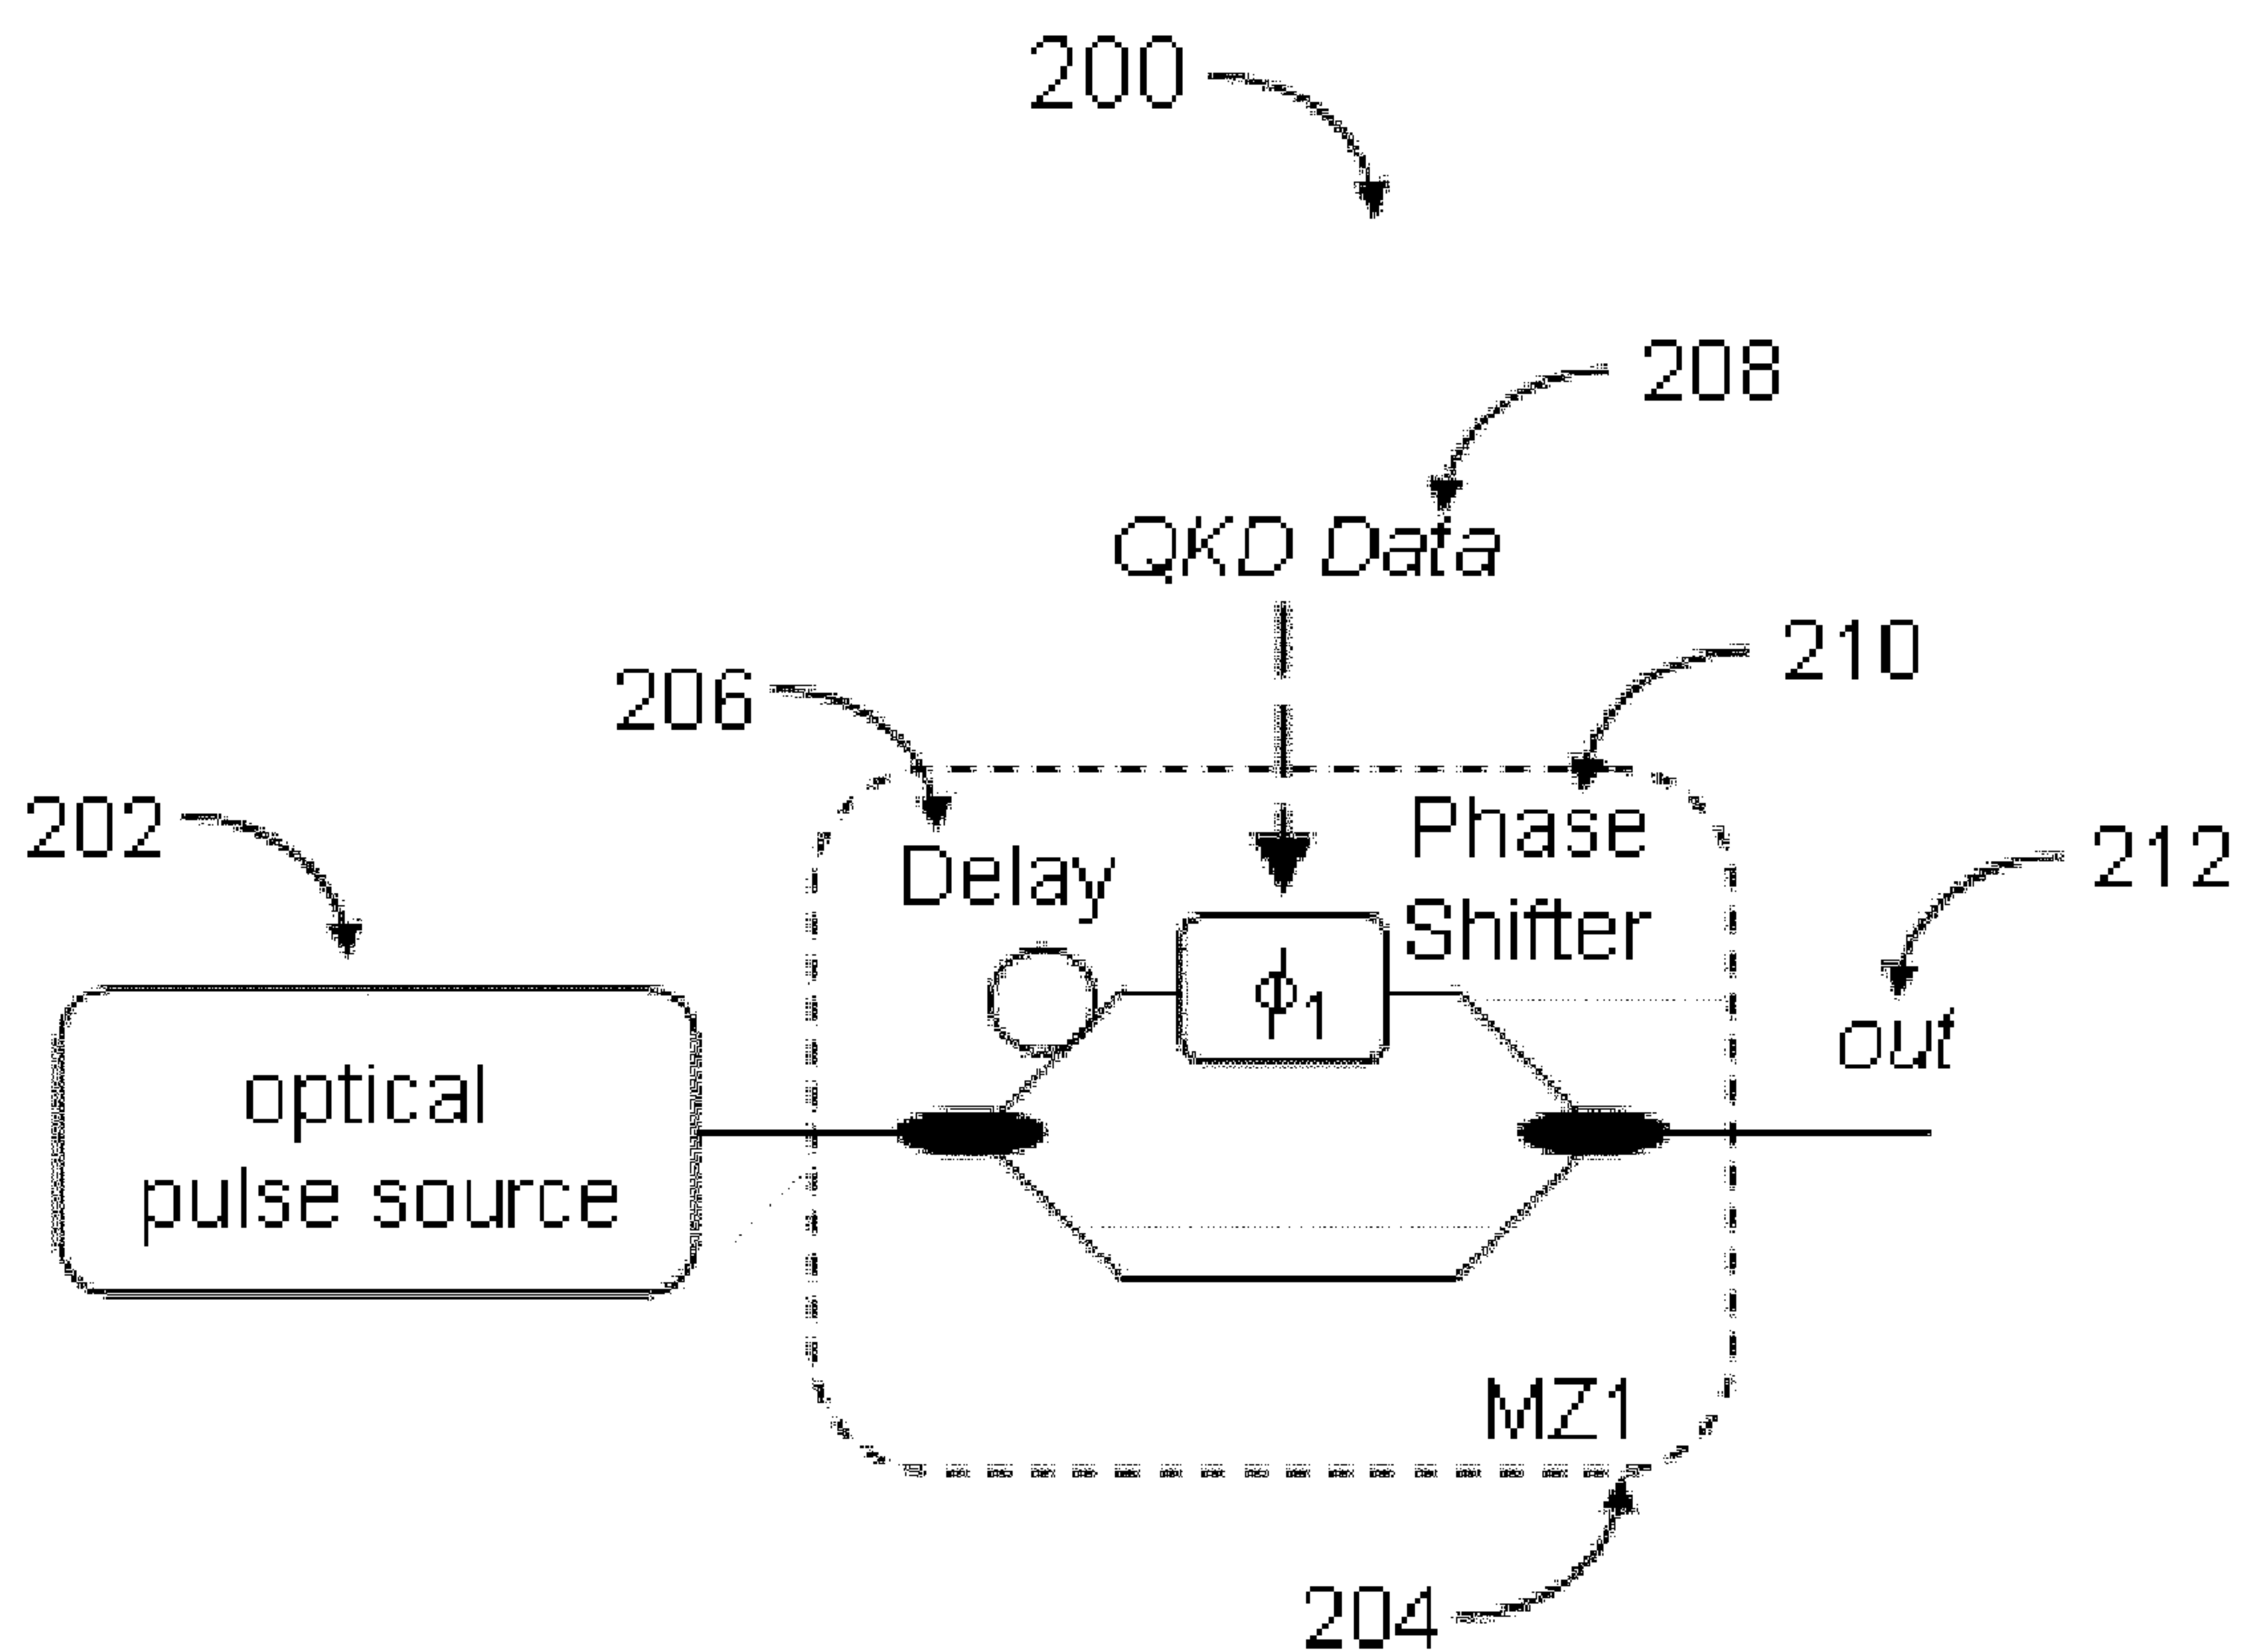 200
208
QKD Data
210
206
202
Phase
Shifter
212
Delay
ϕ1
out
optical
pulse source
MZ1
204